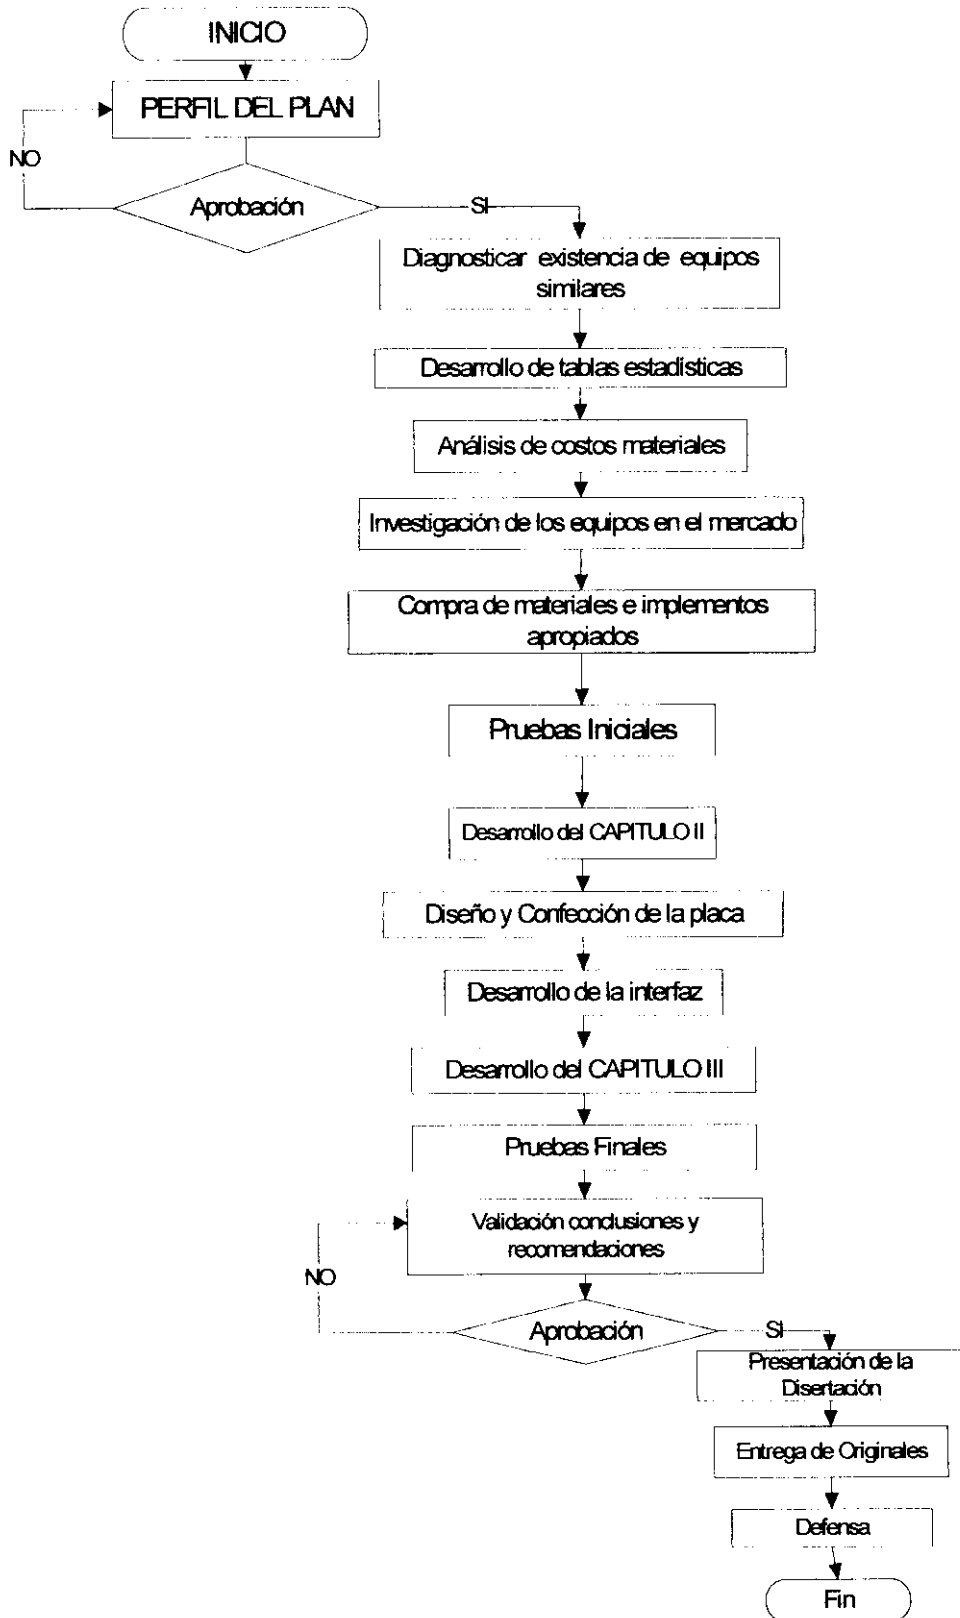 INICIO
PERFIL DEL PLAN
NO
Aprobación
SI
Diagnosticar existencia de equipos
similares
Desarrollo de tablas estadísticas
Análisis de costos materiales
Investigación de los equipos en el mercado
Compra de materiales e implementos
apropiados
Pruebas Iniciales
Desarrollo del CAPITULO II
Diseño y Confección de la placa
Desarrollo de la interfaz
Desarrollo del CAPITULO III
Pruebas Finales
Validación conclusiones y
recomendaciones
NO
Aprobación
SI
Presentación de la
Disertación
Entrega de Originales
Defensa
Fin